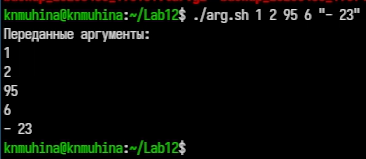 knmuhina@knmuhina:~/Lab12$ ./arg.sh 1 2 95 6 "- 23"
Переданные аргументы:
1
2
95
6
- 23
knmuhina@knmuhina:~/Lab12$